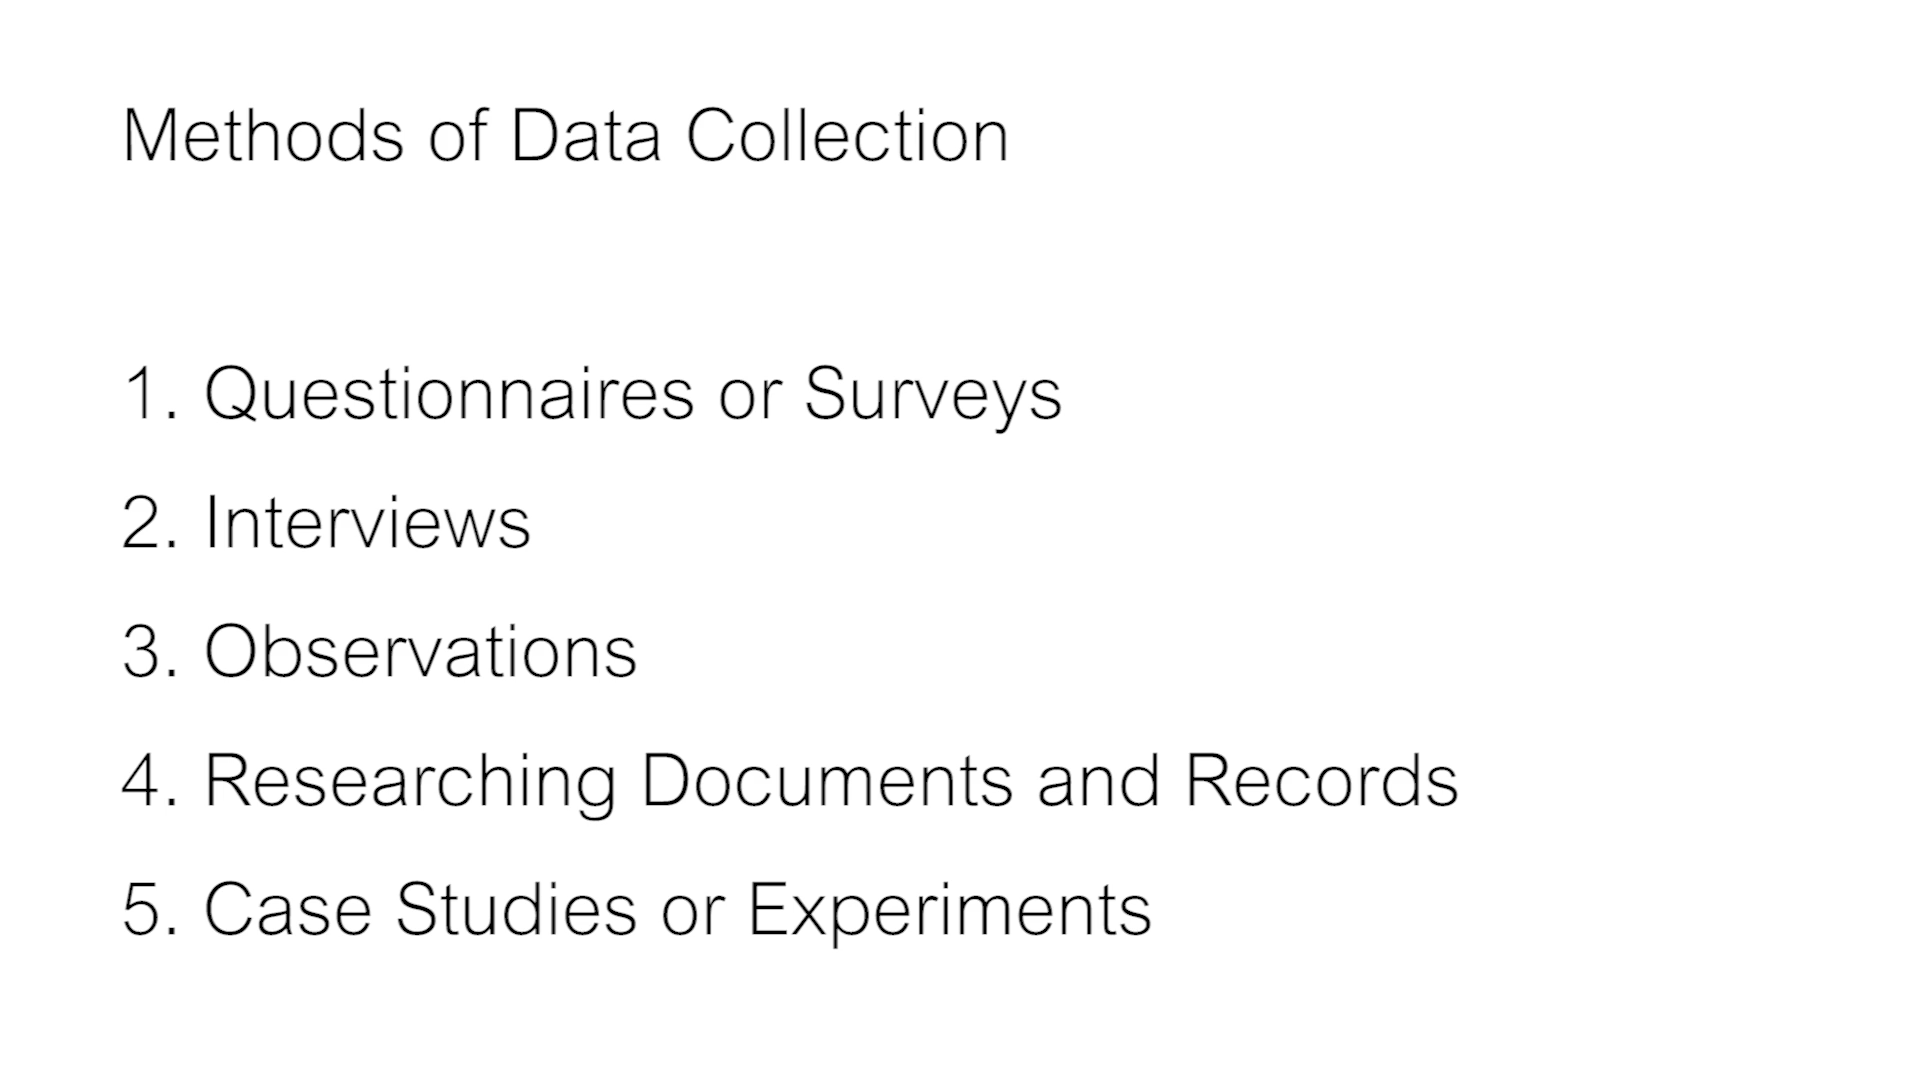 Methods of Data Collection
1. Questionnaires or Surveys
2. Interviews
3. Observations
4. Researching Documents and Records
5. Case Studies or Experiments